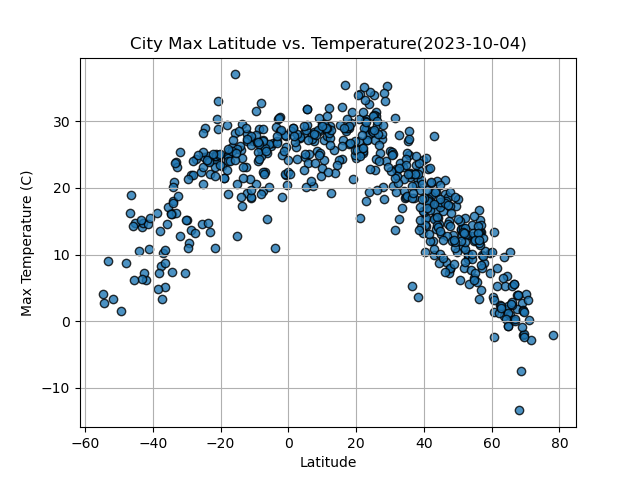 City Max Latitude vs. Temperature(2023-10-04)
30
20
10
0
−10
Max Temperature (C)
−60 −40 −20 0 20 40 60 80
Latitude